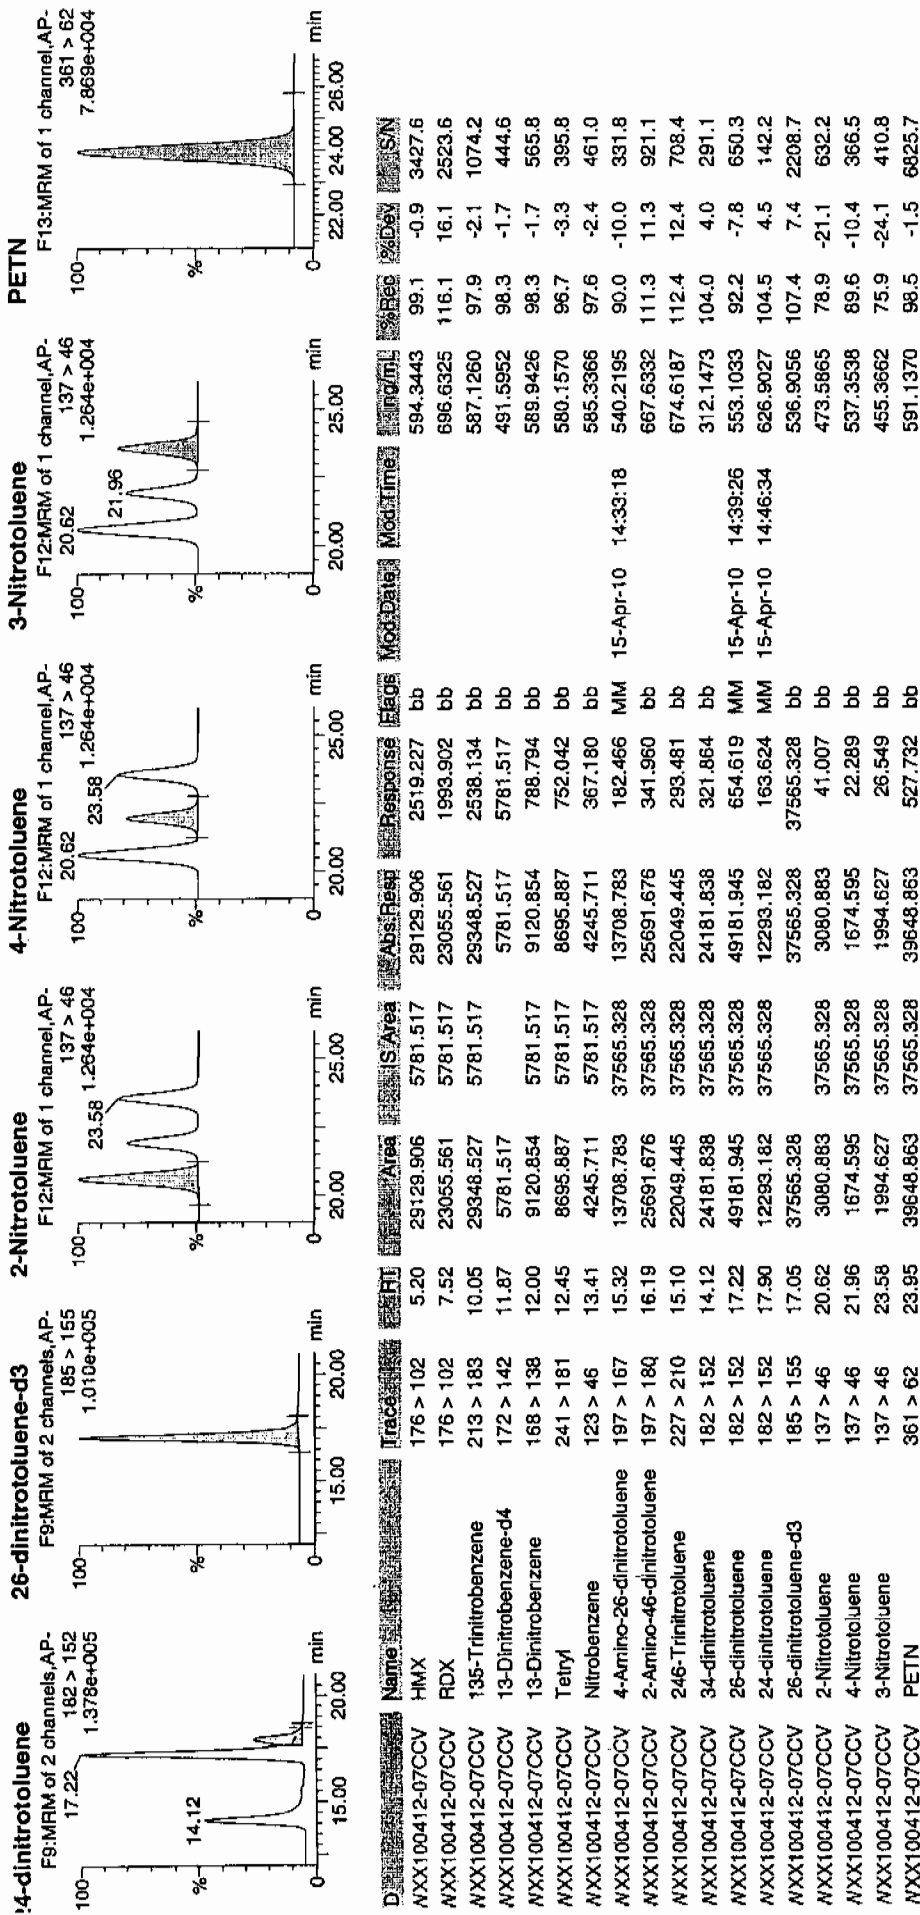 !4-dinitrotoluene
F9:MRM of 2 channels,AP-
182 > 152
1.378e+005
100
17.22
14.12
%
0
15.00
20.00
min
26-dinitrotoluene-d3
F9:MRM of 2 channels,AP-
185 > 155
1.010e+005
100
%
0
15.00
20.00
min
2-Nitrotoluene
F12:MRM of 1 channel,AP-
137 > 46
1.264e+004
100
23.58
%
0
20.00
25.00
min
4-Nitrotoluene
F12:MRM of 1 channel,AP-
137 > 46
1.264e+004
100
20.62
23.58
%
0
20.00
25.00
min
3-Nitrotoluene
F12:MRM of 1 channel,AP-
137 > 46
1.264e+004
100
20.62
21.96
%
0
20.00
25.00
min
PETN
F13:MRM of 1 channel,AP-
361 > 62
7.869e+004
100
%
0
22.00
24.00
26.00
min
D Name Trace RT Area IS Area Abs.Resp Response Flags Mod.Date Mod.Time ng/mL %Rec %Dev S/N
NXX100412-07CCV HMX 176 > 102 5.20 29129.906 5781.517 29129.906 2519.227 bb 594.3443 99.1 -0.9 3427.6
NXX100412-07CCV RDX 176 > 102 7.52 23055.561 5781.517 23055.561 1993.902 bb 696.6325 116.1 16.1 2523.6
NXX100412-07CCV 135-Trinitrobenzene 213 > 183 10.05 29348.527 5781.517 29348.527 2538.134 bb 587.1260 97.9 -2.1 1074.2
NXX100412-07CCV 13-Dinitrobenzene-d4 172 > 142 11.87 5781.517 5781.517 5781.517 bb 491.5952 98.3 -1.7 444.6
NXX100412-07CCV 13-Dinitrobenzene 168 > 138 12.00 9120.854 5781.517 9120.854 788.794 bb 589.9426 98.3 -1.7 565.8
NXX100412-07CCV Tetryl 241 > 181 12.45 8695.887 5781.517 8695.887 752.042 bb 580.1570 96.7 -3.3 395.8
NXX100412-07CCV Nitrobenzene 123 > 46 13.41 4245.711 5781.517 4245.711 367.180 bb 585.3366 97.6 -2.4 461.0
NXX100412-07CCV 4-Amino-26-dinitrotoluene 197 > 167 15.32 13708.783 37565.328 13708.783 182.466 MM 15-Apr-10 14:33:18 540.2195 90.0 -10.0 331.8
NXX100412-07CCV 2-Amino-46-dinitrotoluene 197 > 180 16.19 25691.676 37565.328 25691.676 341.960 bb 667.6332 111.3 11.3 921.1
NXX100412-07CCV 246-Trinitrotoluene 227 > 210 15.10 22049.445 37565.328 22049.445 293.481 bb 674.6187 112.4 12.4 708.4
NXX100412-07CCV 34-dinitrotoluene 182 > 152 14.12 24181.838 37565.328 24181.838 321.864 bb 312.1473 104.0 4.0 291.1
NXX100412-07CCV 26-dinitrotoluene 182 > 152 17.22 49181.945 37565.328 49181.945 654.619 MM 15-Apr-10 14:39:26 553.1033 92.2 -7.8 650.3
NXX100412-07CCV 24-dinitrotoluene 182 > 152 17.90 12293.182 37565.328 12293.182 163.624 MM 15-Apr-10 14:46:34 626.9027 104.5 4.5 142.2
NXX100412-07CCV 26-dinitrotoluene-d3 185 > 155 17.05 37565.328 37565.328 37565.328 bb 536.9056 107.4 7.4 2208.7
NXX100412-07CCV 2-Nitrotoluene 137 > 46 20.62 3080.883 37565.328 3080.883 41.007 bb 473.5865 78.9 -21.1 632.2
NXX100412-07CCV 4-Nitrotoluene 137 > 46 21.96 1674.595 37565.328 1674.595 22.289 bb 537.3538 89.6 -10.4 366.5
NXX100412-07CCV 3-Nitrotoluene 137 > 46 23.58 1994.627 37565.328 1994.627 26.549 bb 455.3662 75.9 -24.1 410.8
NXX100412-07CCV PETN 361 > 62 23.95 39648.863 37565.328 39648.863 527.732 bb 591.1370 98.5 -1.5 6825.7